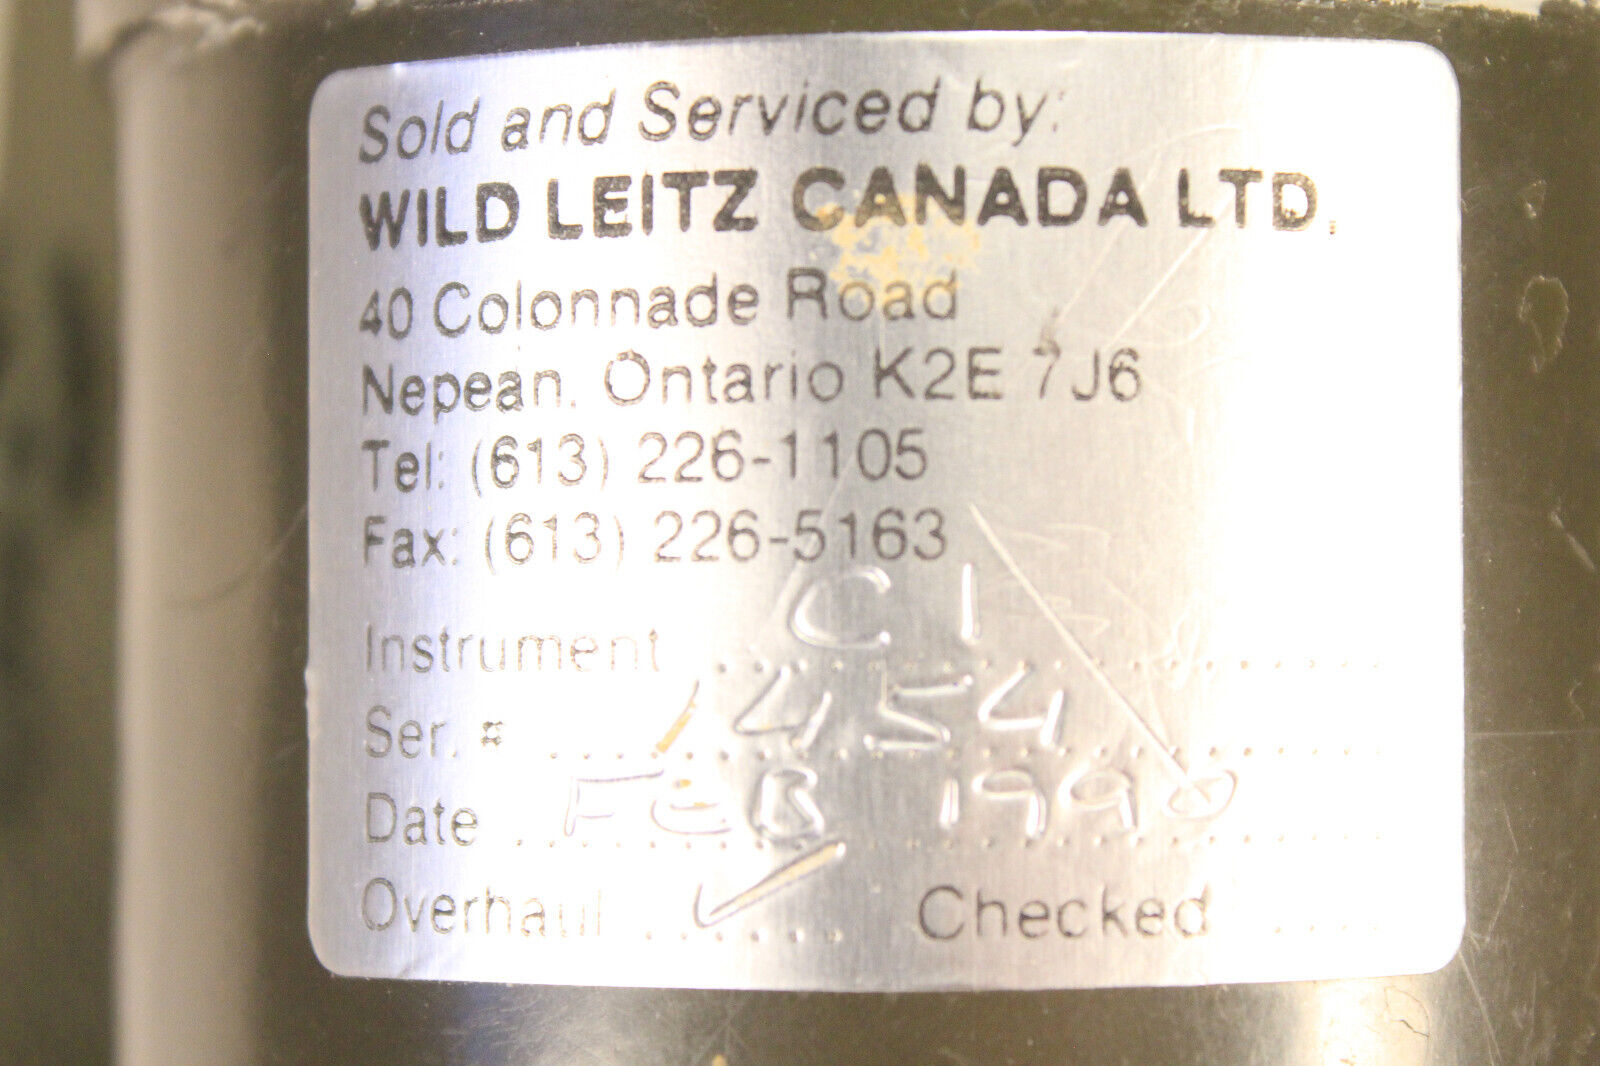 Sold and Serviced by:
WILD LEITZ CANADA LTD.
40 Colonnade Road
Nepean, Ontario K2E 7J6
Tel: (613) 226-1105
Fax: (613) 226-5163
Instrument C1
Ser. # 1454
Date FEB 1990
Overhaul ✓ Checked